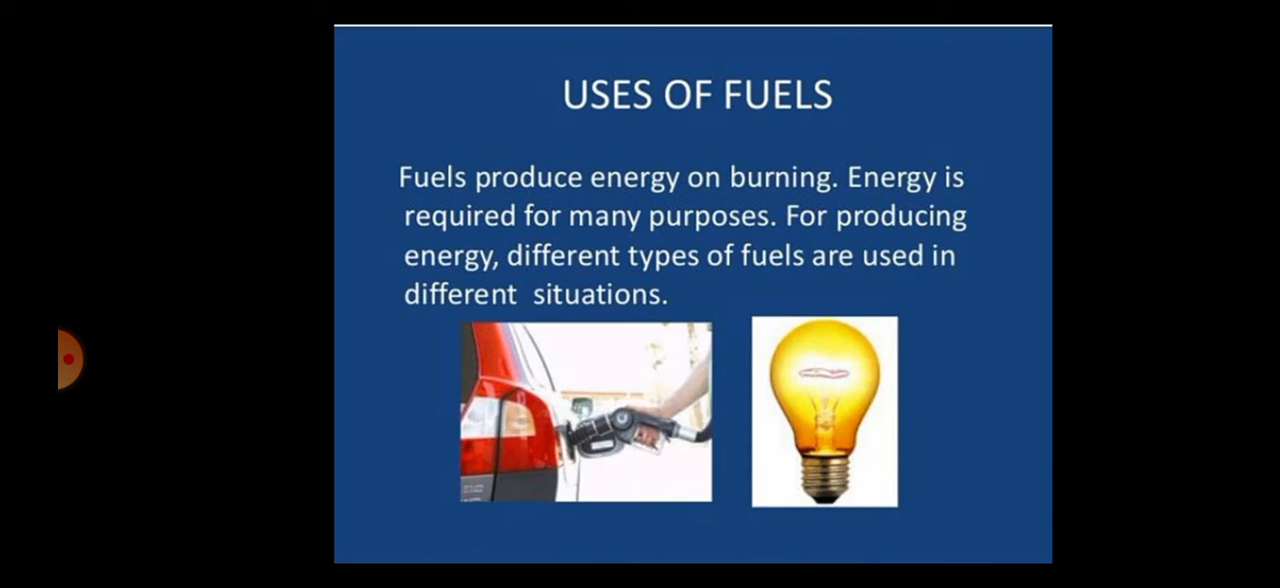 USES OF FUELS
Fuels produce energy on burning. Energy is
required for many purposes. For producing
energy, different types of fuels are used in
different situations.